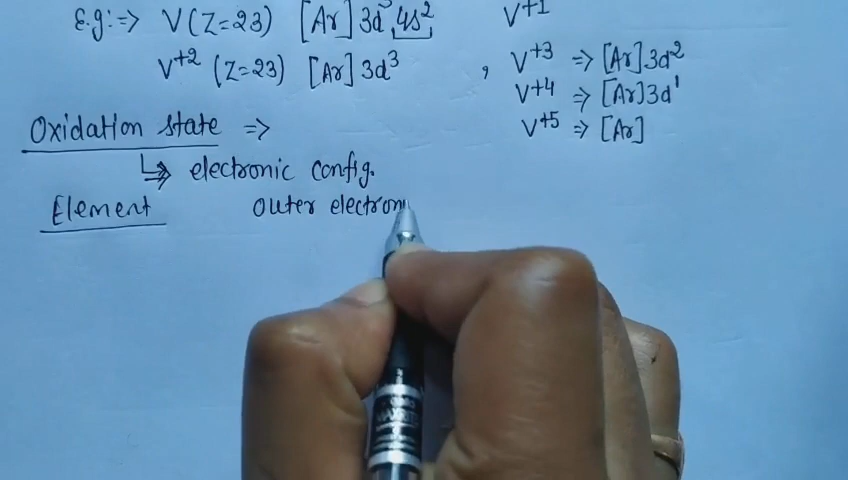 E.g:⇒ V(Z=23) [Ar] 3d³ 4s² V+1
V+2 (Z=23) [Ar] 3d³ , V+3 ⇒ [Ar] 3d²
V+4 ⇒ [Ar] 3d¹
Oxidation state ⇒ V+5 ⇒ [Ar]
electronic config.
Element outer electron